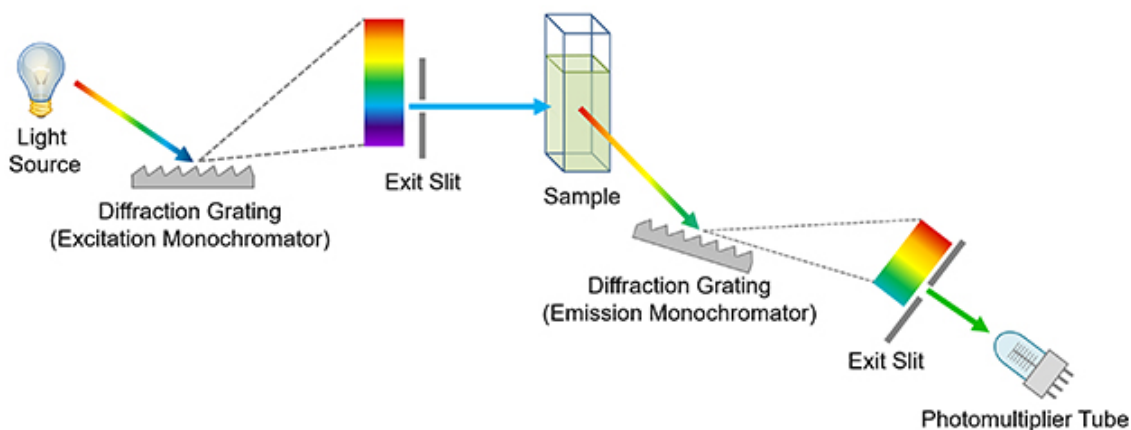 Light
Source
Diffraction Grating
(Excitation Monochromator)
Exit Slit
Sample
Diffraction Grating
(Emission Monochromator)
Exit Slit
Photomultiplier Tube